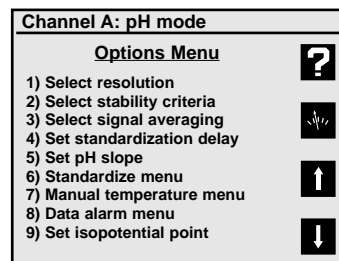 Channel A: pH mode
Options Menu
?
1) Select resolution
2) Select stability criteria
3) Select signal averaging
4) Set standardization delay
5) Set pH slope
6) Standardize menu
7) Manual temperature menu
8) Data alarm menu
9) Set isopotential point